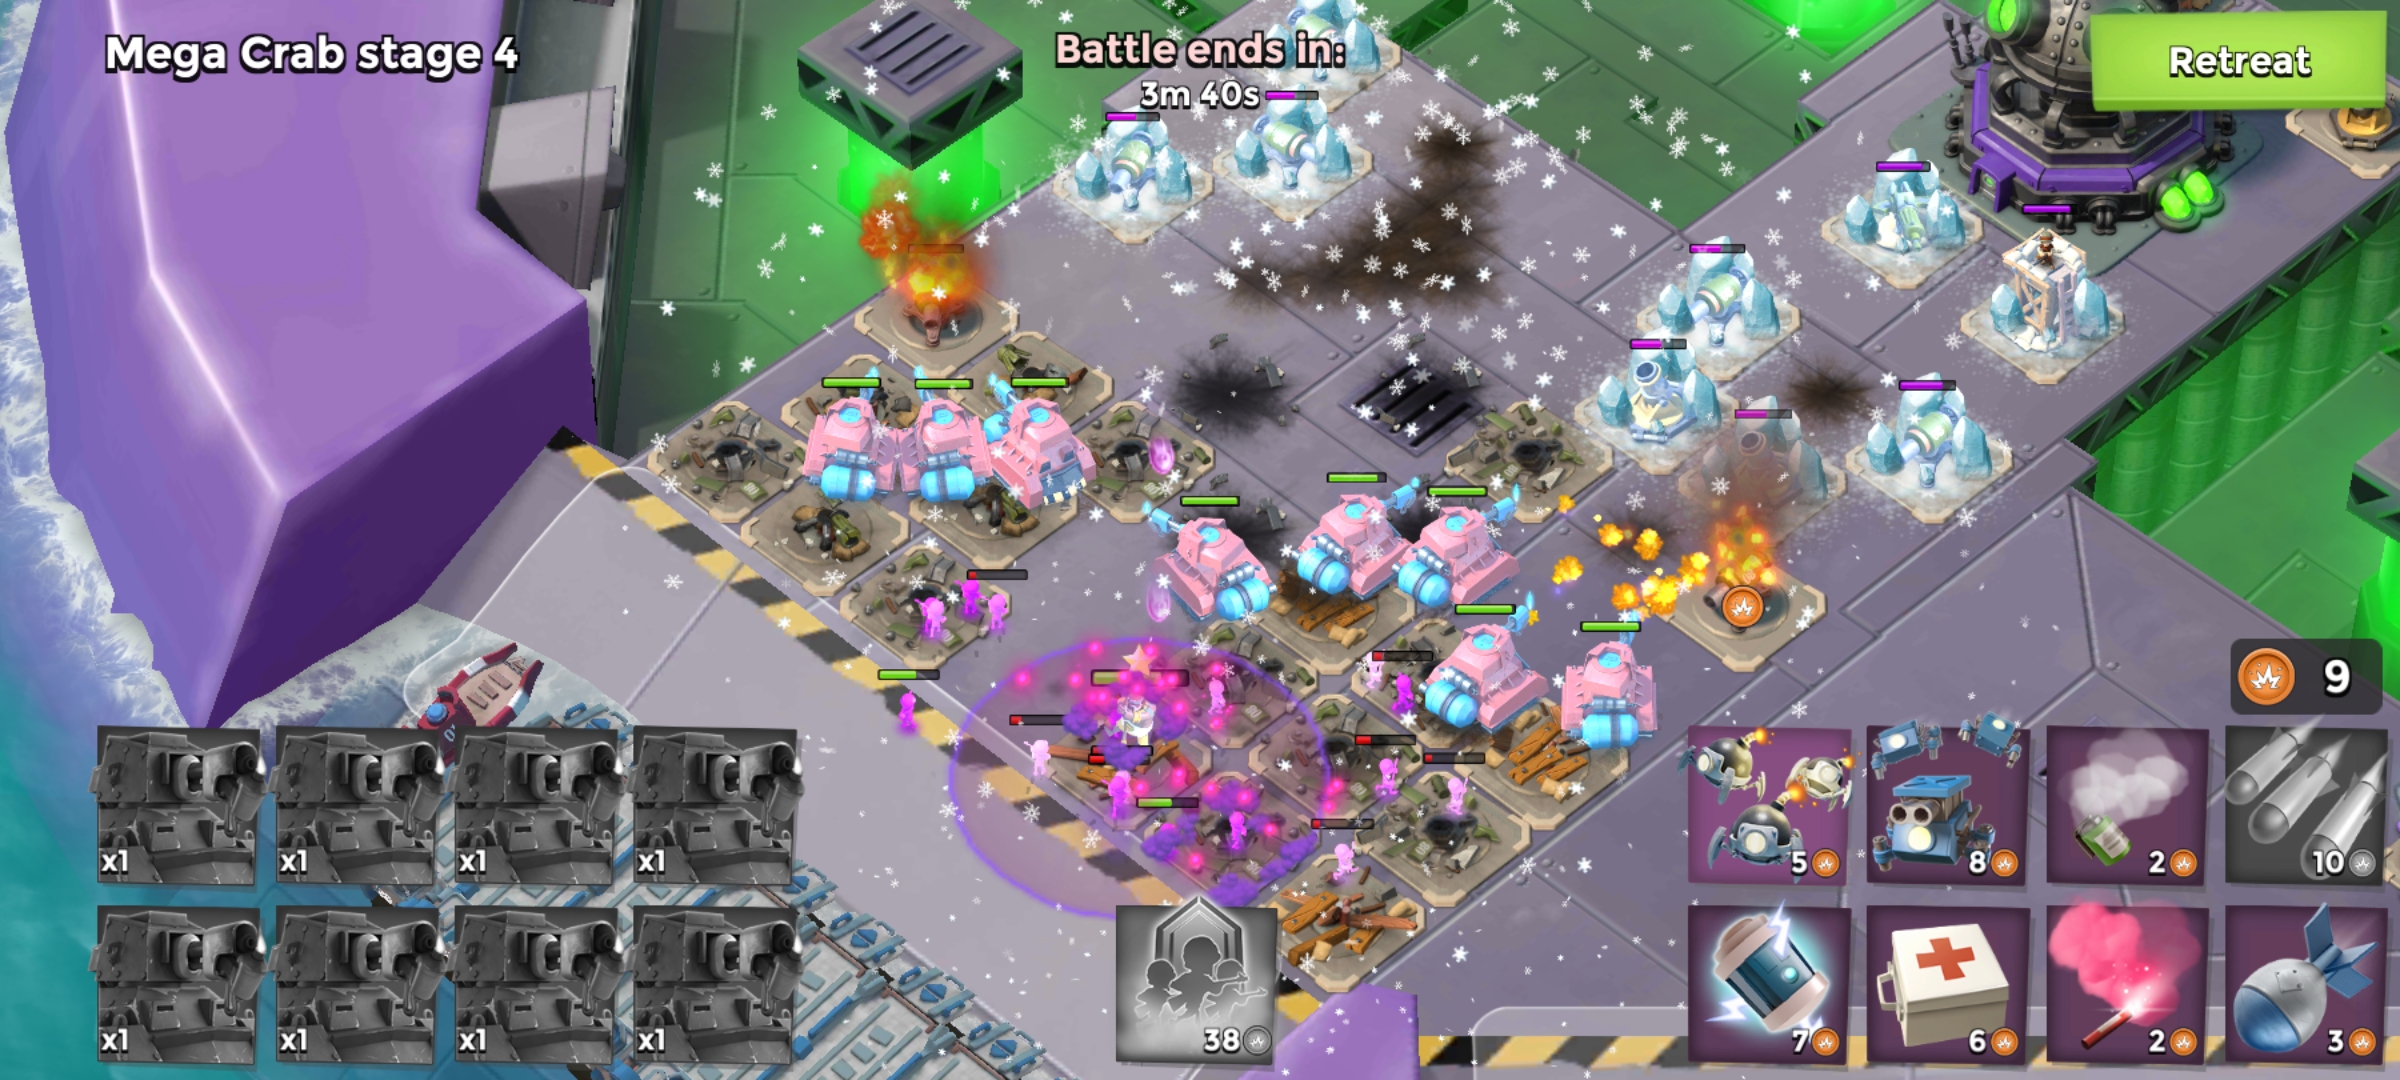 Mega Crab stage 4
Battle ends in:
3m 40s
Retreat
9
x1
x1
x1
x1
5
8
2
10
x1
x1
x1
x1
38
7
6
2
3